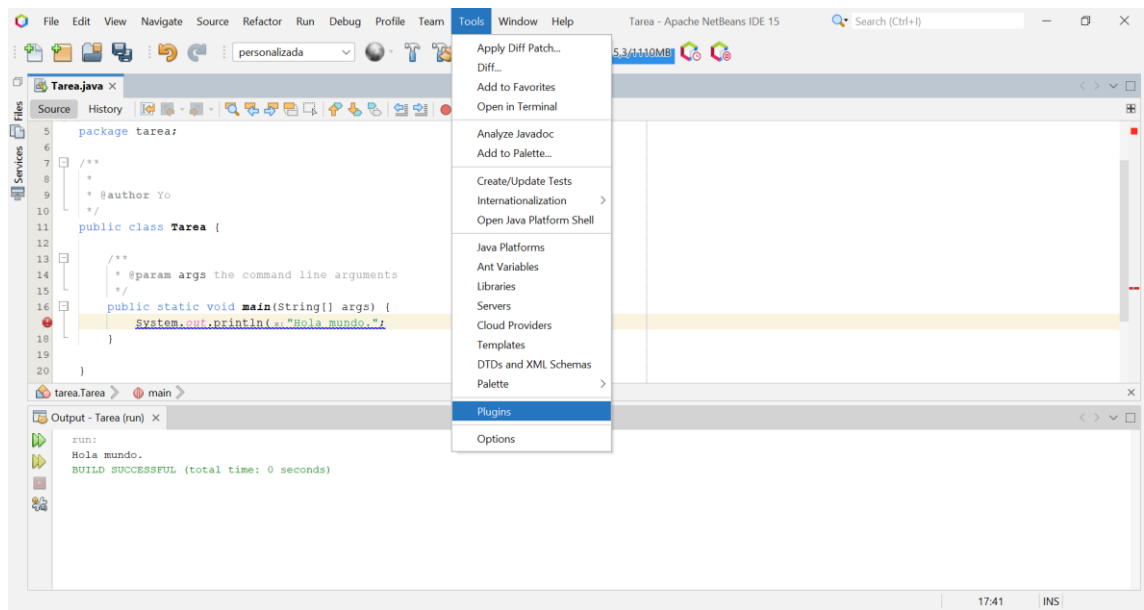 File Edit View Navigate Source Refactor Run Debug Profile Team Tools Window Help Tarea - Apache NetBeans IDE 15 Search (Ctrl+I)
personalizada
5,3/1110MB
Tarea.java
Source History
Files
Services
5 package tarea;
6
7 /**
8 *
9 * @author Yo
10 */
11 public class Tarea {
12
13 /**
14 * @param args the command line arguments
15 */
16 public static void main(String[] args) {
System.out.println( x: "Hola mundo.";
18 }
19
20 }
tarea.Tarea main
Apply Diff Patch...
Diff...
Add to Favorites
Open in Terminal
Analyze Javadoc
Add to Palette...
Create/Update Tests
Internationalization
Open Java Platform Shell
Java Platforms
Ant Variables
Libraries
Servers
Cloud Providers
Templates
DTDs and XML Schemas
Palette
Plugins
Options
Output - Tarea (run)
run:
Hola mundo.
BUILD SUCCESSFUL (total time: 0 seconds)
17:41 INS